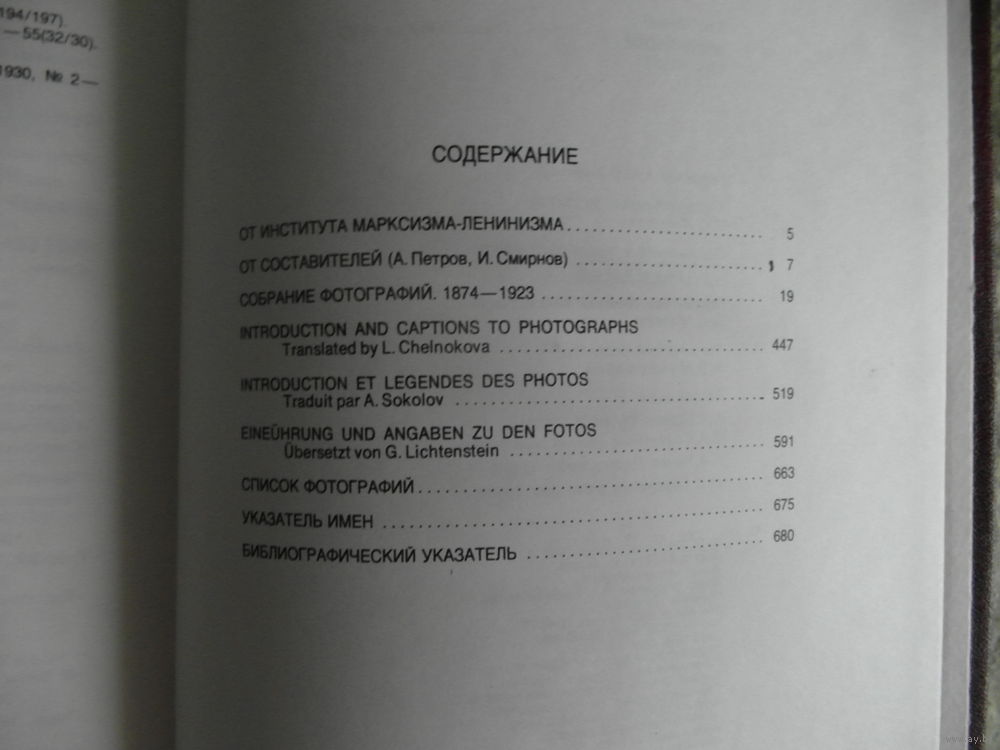 194/197).
—55(32/30).
1930, № 2—
СОДЕРЖАНИЕ
ОТ ИНСТИТУТА МАРКСИЗМА-ЛЕНИНИЗМА . . . . . . . . . . . . . . . . . . . . . . 5
ОТ СОСТАВИТЕЛЕЙ (А. Петров, И. Смирнов) . . . . . . . . . . . . . . . . . . . . . 7
СОБРАНИЕ ФОТОГРАФИЙ. 1874—1923 . . . . . . . . . . . . . . . . . . . . . . . . 19
INTRODUCTION AND CAPTIONS TO PHOTOGRAPHS
Translated by L. Chelnokova . . . . . . . . . . . . . . . . . . . . . . . . . . . . . 447
INTRODUCTION ET LEGENDES DES PHOTOS
Traduit par A. Sokolov . . . . . . . . . . . . . . . . . . . . . . . . . . . . . . . . . 519
EINEÜHRUNG UND ANGABEN ZU DEN FOTOS
Übersetzt von G. Lichtenstein . . . . . . . . . . . . . . . . . . . . . . . . . . . . 591
СПИСОК ФОТОГРАФИЙ . . . . . . . . . . . . . . . . . . . . . . . . . . . . . . . . . . . . 663
УКАЗАТЕЛЬ ИМЕН . . . . . . . . . . . . . . . . . . . . . . . . . . . . . . . . . . . . . . . 675
БИБЛИОГРАФИЧЕСКИЙ УКАЗАТЕЛЬ . . . . . . . . . . . . . . . . . . . . . . . . . 680